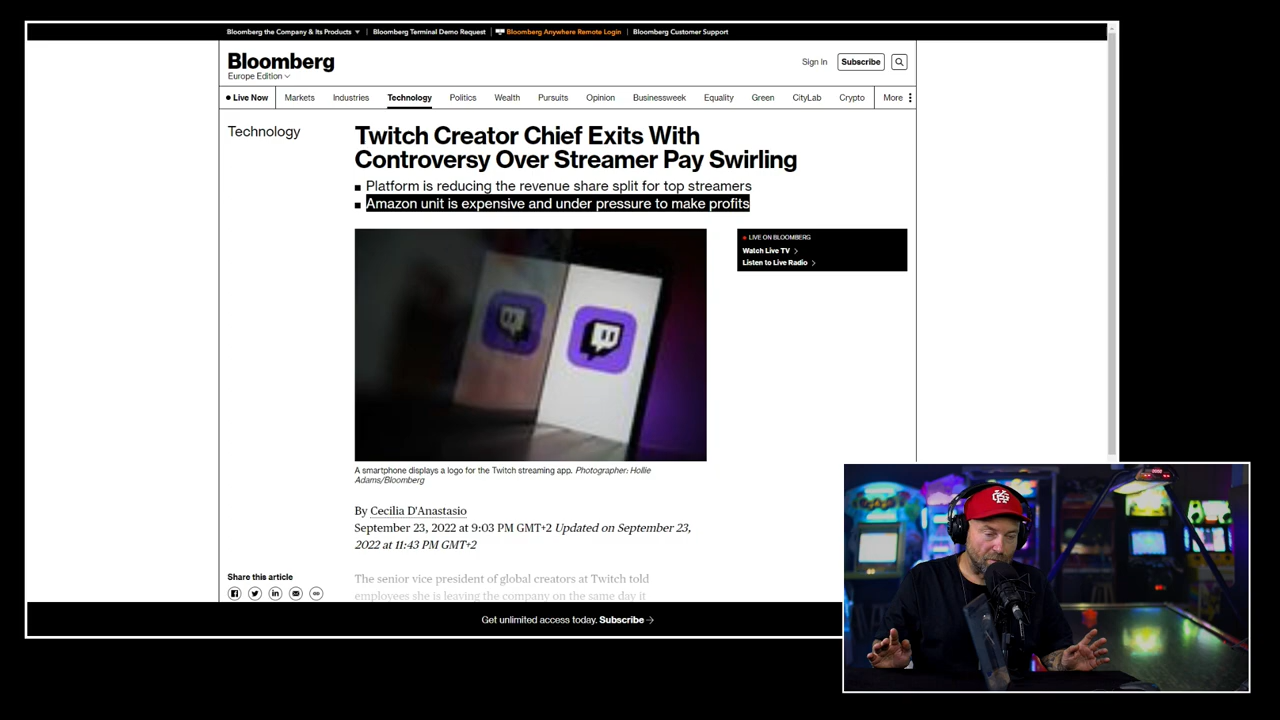 Bloomberg the Company & Its Products
Bloomberg Terminal Demo Request
Bloomberg Anywhere Remote Login
Bloomberg Customer Support
Bloomberg
Europe Edition
Sign In
Subscribe
Live Now
Markets
Industries
Technology
Politics
Wealth
Pursuits
Opinion
Businessweek
Equality
Green
CityLab
Crypto
More
Technology
Twitch Creator Chief Exits With
Controversy Over Streamer Pay Swirling
Platform is reducing the revenue share split for top streamers
Amazon unit is expensive and under pressure to make profits
LIVE ON BLOOMBERG
Watch Live TV
Listen to Live Radio
A smartphone displays a logo for the Twitch streaming app. Photographer: Hollie
Adams/Bloomberg
By Cecilia D'Anastasio
September 23, 2022 at 9:03 PM GMT+2 Updated on September 23,
2022 at 11:43 PM GMT+2
Share this article
The senior vice president of global creators at Twitch told
employees she is leaving the company on the same day it
Get unlimited access today. Subscribe